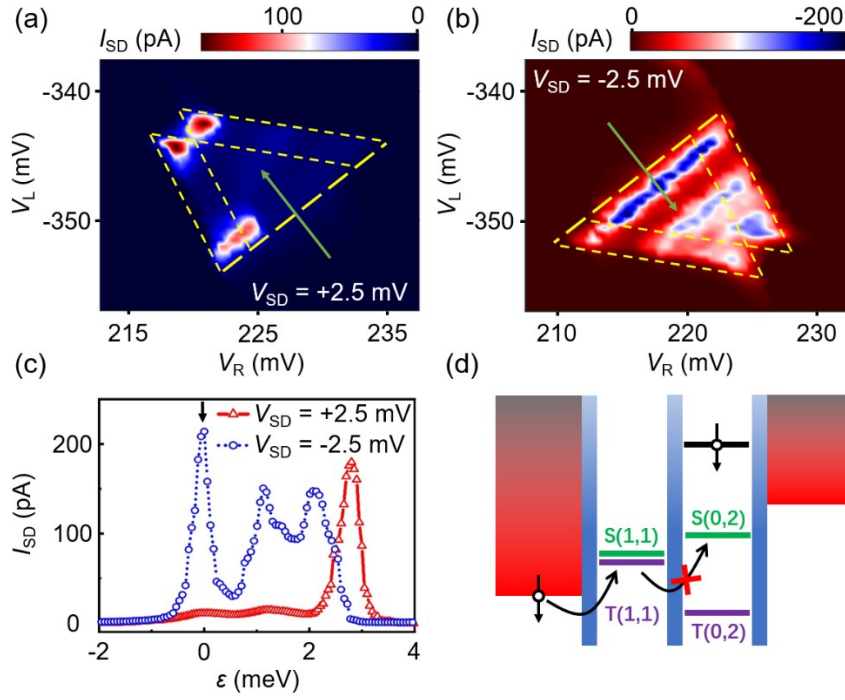 (a)
I_SD (pA)
100
0
V_L (mV)
-340
-350
V_SD = +2.5 mV
215
225
235
V_R (mV)
(b)
0
-200
I_SD
(pA)
V_SD = -2.5 mV
V_L (mV)
-340
-350
210
220
230
V_R (mV)
(c)
I_SD (pA)
200
100
0
V_SD = +2.5 mV
V_SD = -2.5 mV
-2
0
2
4
ε (meV)
(d)
S(1,1)
S(0,2)
T(1,1)
T(0,2)